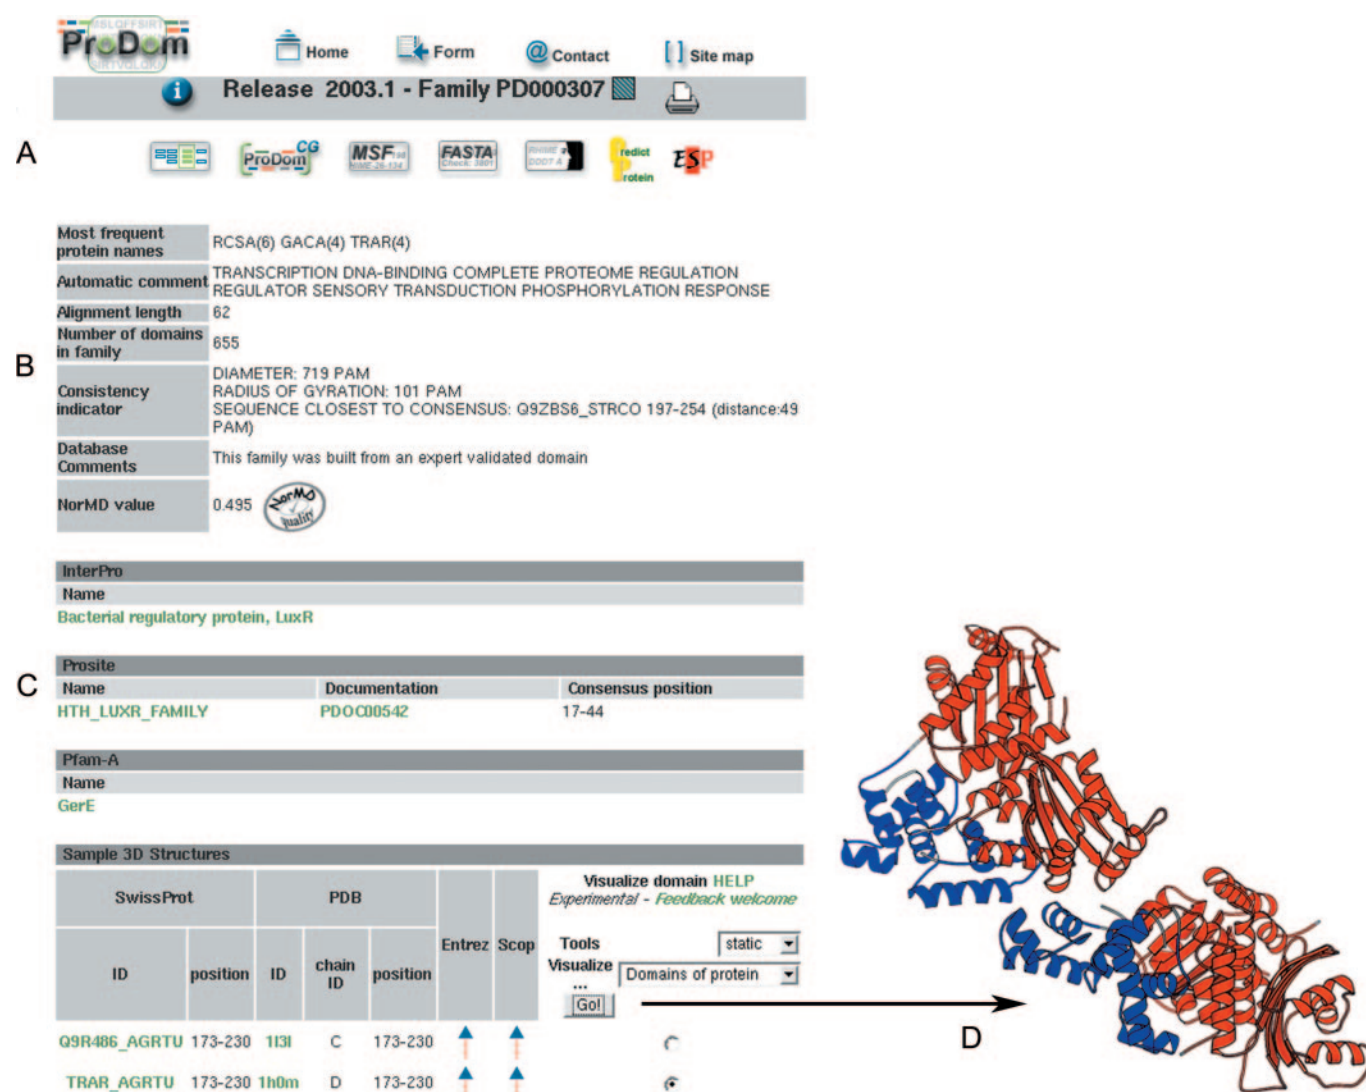 ProDom
Home
Form
Contact
Site map
Release 2003.1 - Family PD000307
A
ProDom CG
MSF
FASTA
Predict
Protein
ESP
Most frequent
protein names
RCSA(6) GACA(4) TRAR(4)
Automatic comment
TRANSCRIPTION DNA-BINDING COMPLETE PROTEOME REGULATION
REGULATOR SENSORY TRANSDUCTION PHOSPHORYLATION RESPONSE
Alignment length
62
Number of domains
in family
655
B
Consistency
indicator
DIAMETER: 719 PAM
RADIUS OF GYRATION: 101 PAM
SEQUENCE CLOSEST TO CONSENSUS: Q9ZBS6_STRCO 197-254 (distance:49
PAM)
Database
Comments
This family was built from an expert validated domain
NorMD value
0.495
NorMD
quality
InterPro
Name
Bacterial regulatory protein, LuxR
Prosite
C
Name Documentation Consensus position
HTH_LUXR_FAMILY PDOC00542 17-44
Pfam-A
Name
GerE
Sample 3D Structures
SwissProt PDB Entrez Scop
ID position ID chain ID position
Visualize domain HELP
Experimental - Feedback welcome
Tools static
Visualize Domains of protein
...
Go!
D
Q9R486_AGRTU 173-230 1l3l C 173-230
TRAR_AGRTU 173-230 1h0m D 173-230